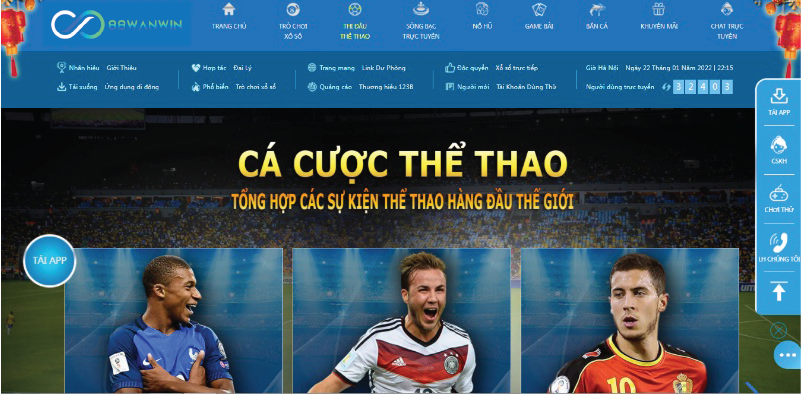 88WANWIN
TRANG CHỦ
TRÒ CHƠI
XỔ SỐ
THI ĐẤU
THỂ THAO
SÒNG BẠC
TRỰC TUYẾN
NỔ HŨ
GAME BÀI
BẮN CÁ
KHUYẾN MÃI
CHAT TRỰC
TUYẾN
Nhãn hiệu Giới Thiệu
Hợp tác Đại Lý
Trang mạng Link Dự Phòng
Độc quyền Xổ số trực tiếp
Giờ Hà Nội Ngày 22 Tháng 01 Năm 2022 | 22:15
Tải xuống Ứng dụng di động
Phổ biến Trò chơi xổ số
Quảng cáo Thương hiệu 123B
Người mới Tài Khoản Dùng Thử
Người dùng trực tuyến 3 2 4 0 3
CÁ CƯỢC THỂ THAO
TỔNG HỢP CÁC SỰ KIỆN THỂ THAO HÀNG ĐẦU THẾ GIỚI
TẢI APP
TẢI APP
CSKH
CHƠI THỬ
LH CHÚNG TÔI
10